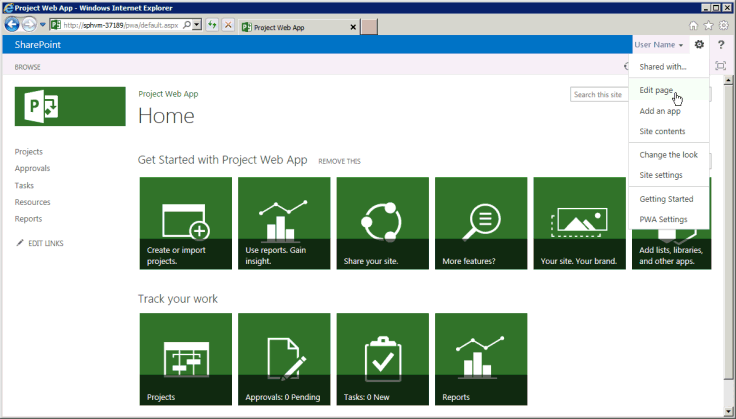 Project Web App - Windows Internet Explorer
http://sphvm-37189/pwa/default.aspx
Project Web App
SharePoint
User Name
?
BROWSE
Shared with...
Edit page
Add an app
Site contents
Change the look
Site settings
Getting Started
PWA Settings
P
Project Web App
Home
Search this site
Projects
Approvals
Tasks
Resources
Reports
EDIT LINKS
Get Started with Project Web App REMOVE THIS
Create or import
projects.
Use reports. Gain
insight.
Share your site.
More features?
Your site. Your brand.
Add lists, libraries,
and other apps.
Track your work
Projects
Approvals: 0 Pending
Tasks: 0 New
Reports